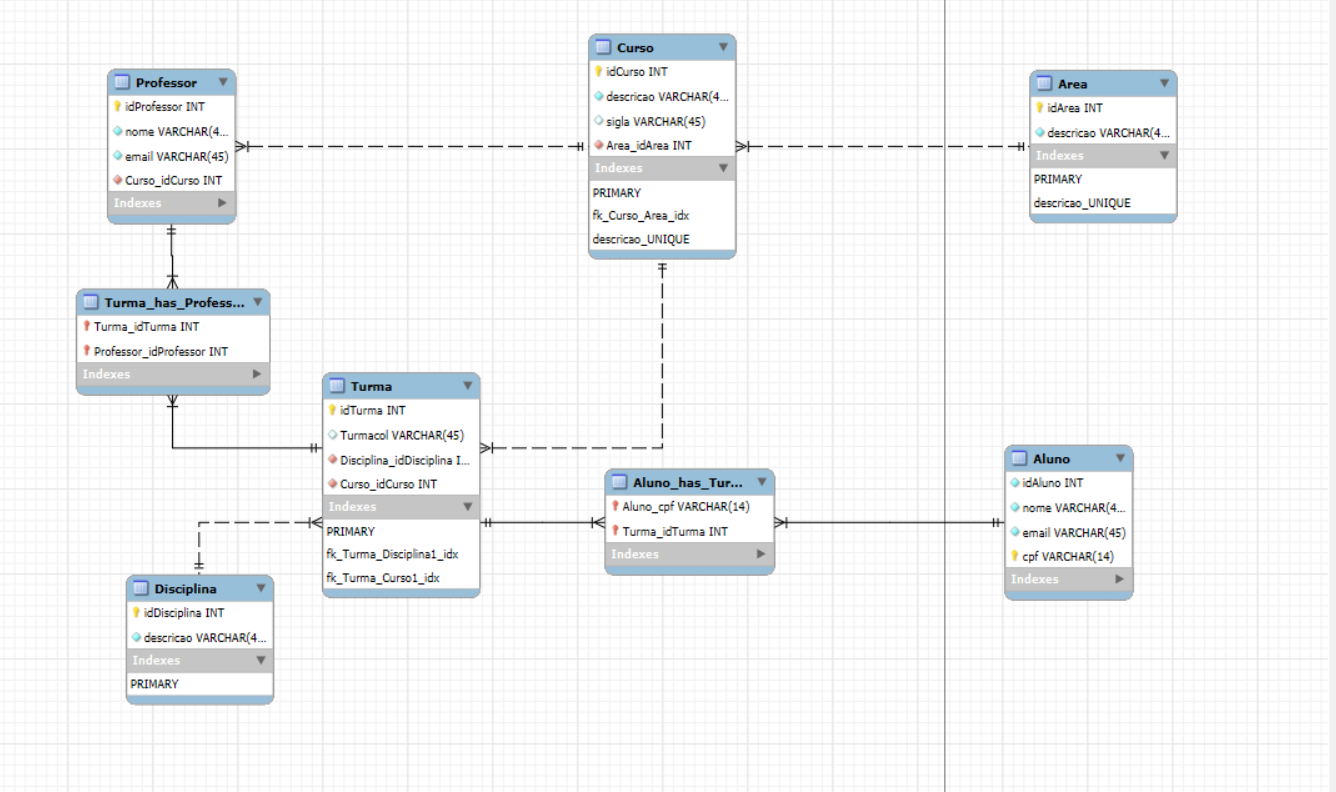 Professor
idProfessor INT
nome VARCHAR(4...
email VARCHAR(45)
Curso_idCurso INT
Indexes
Curso
idCurso INT
descricao VARCHAR(4...
sigla VARCHAR(45)
Area_idArea INT
Indexes
PRIMARY
fk_Curso_Area_idx
descricao_UNIQUE
Area
idArea INT
descricao VARCHAR(4...
Indexes
PRIMARY
descricao_UNIQUE
Turma_has_Profess...
Turma_idTurma INT
Professor_idProfessor INT
Indexes
Turma
idTurma INT
Turmacol VARCHAR(45)
Disciplina_idDisciplina I...
Curso_idCurso INT
Indexes
PRIMARY
fk_Turma_Disciplina1_idx
fk_Turma_Curso1_idx
Aluno_has_Tur...
Aluno_cpf VARCHAR(14)
Turma_idTurma INT
Indexes
Aluno
idAluno INT
nome VARCHAR(4...
email VARCHAR(45)
cpf VARCHAR(14)
Indexes
Disciplina
idDisciplina INT
descricao VARCHAR(4...
Indexes
PRIMARY